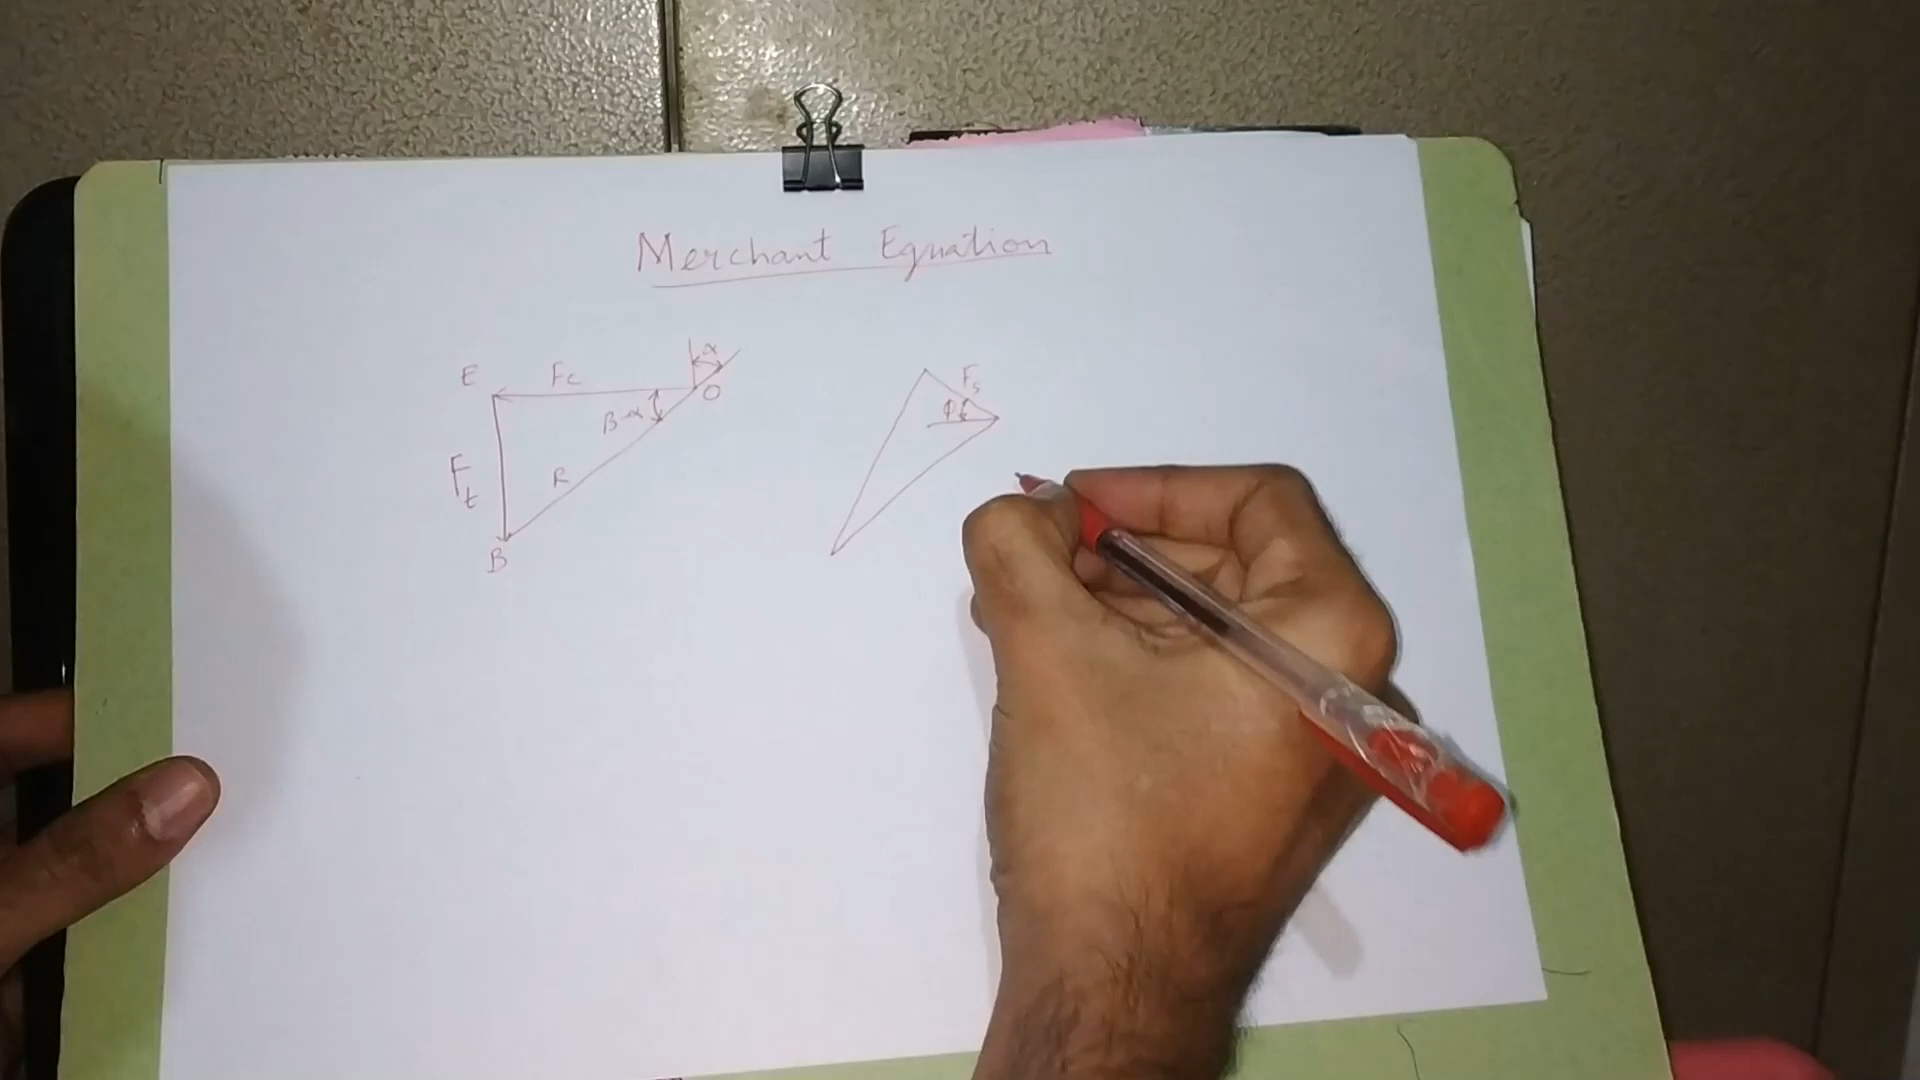 Merchant Equation
E Fc α O
β-α
Ft R
B
Fs
φ